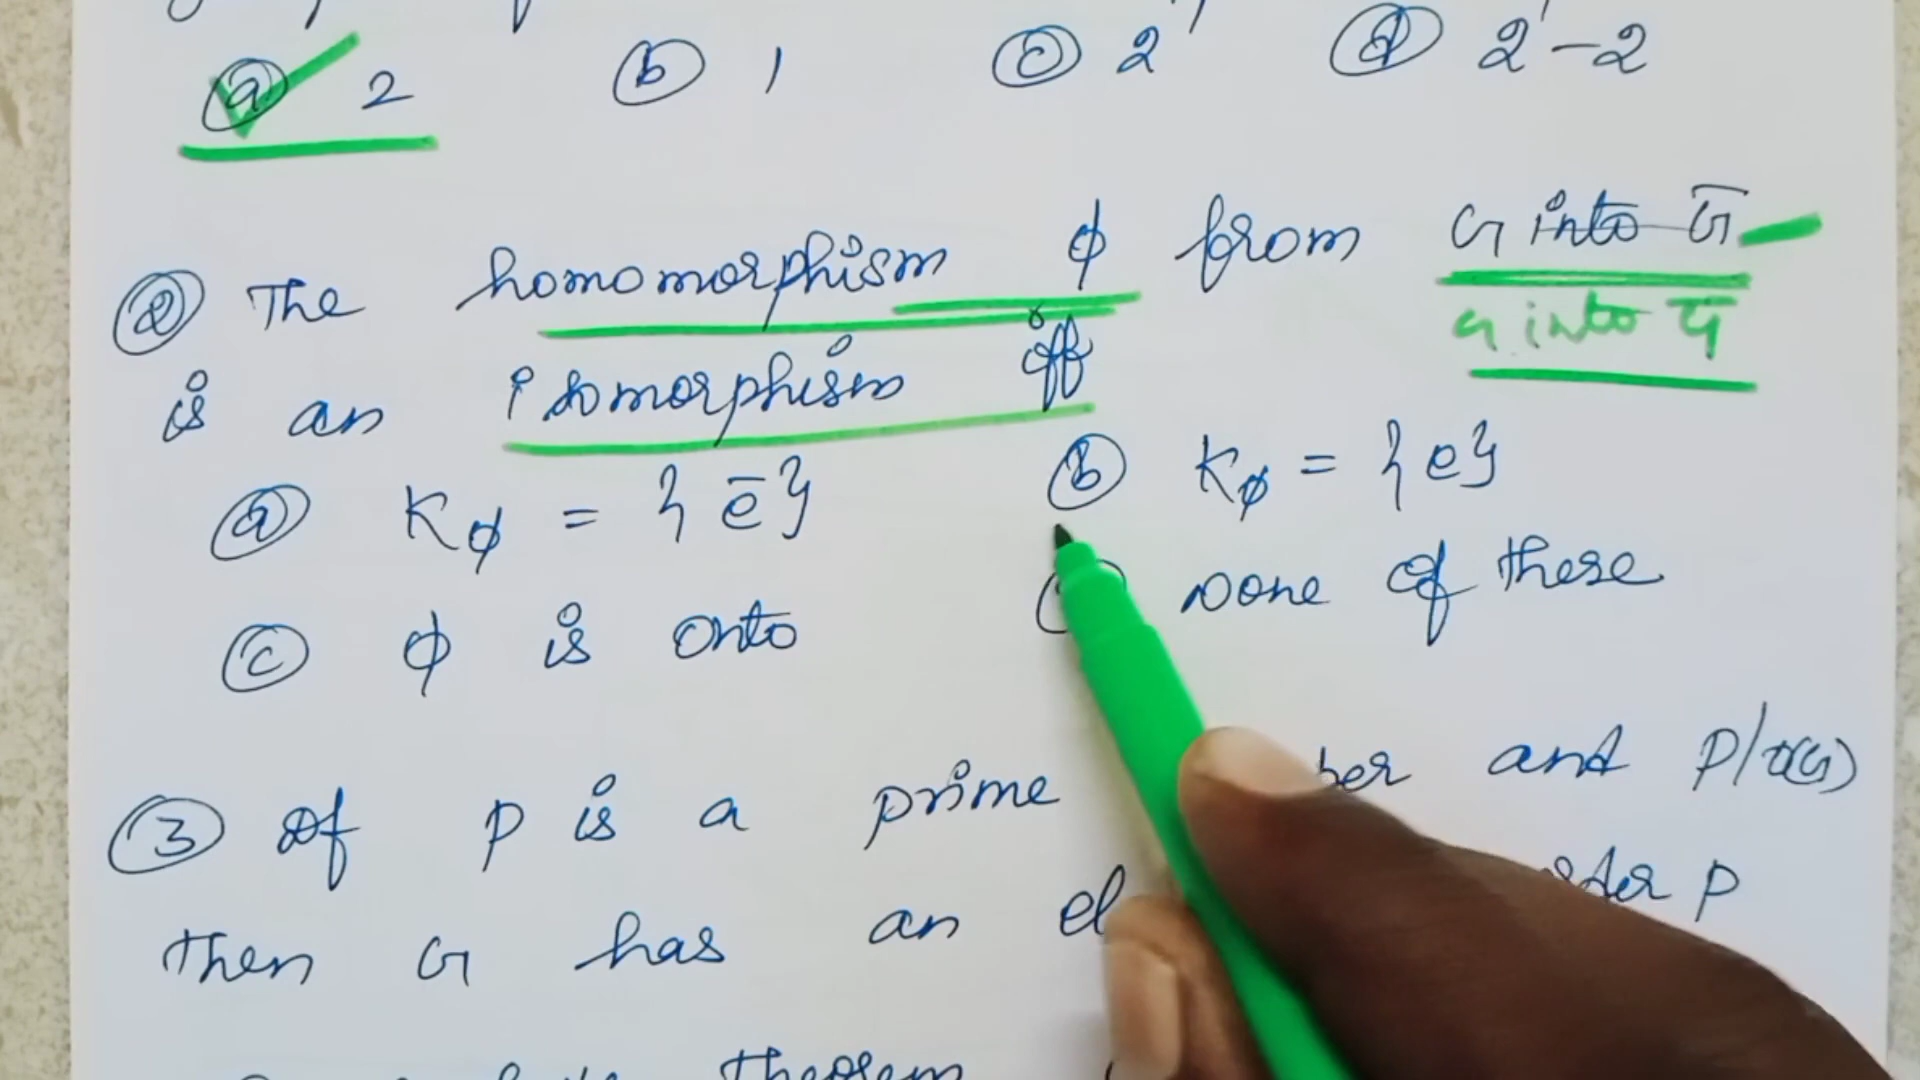 ⓐ 2 ⓑ 1 ⓒ 2 ⓓ 2 - 2
② The homomorphism ϕ from G into G̅
G into G̅
is an isomorphism iff
ⓐ Kϕ = { e̅ } ⓑ Kϕ = { e }
ⓒ ϕ is onto none of these
③ If P is a prime and P/o(G)
then G has an P
theorem